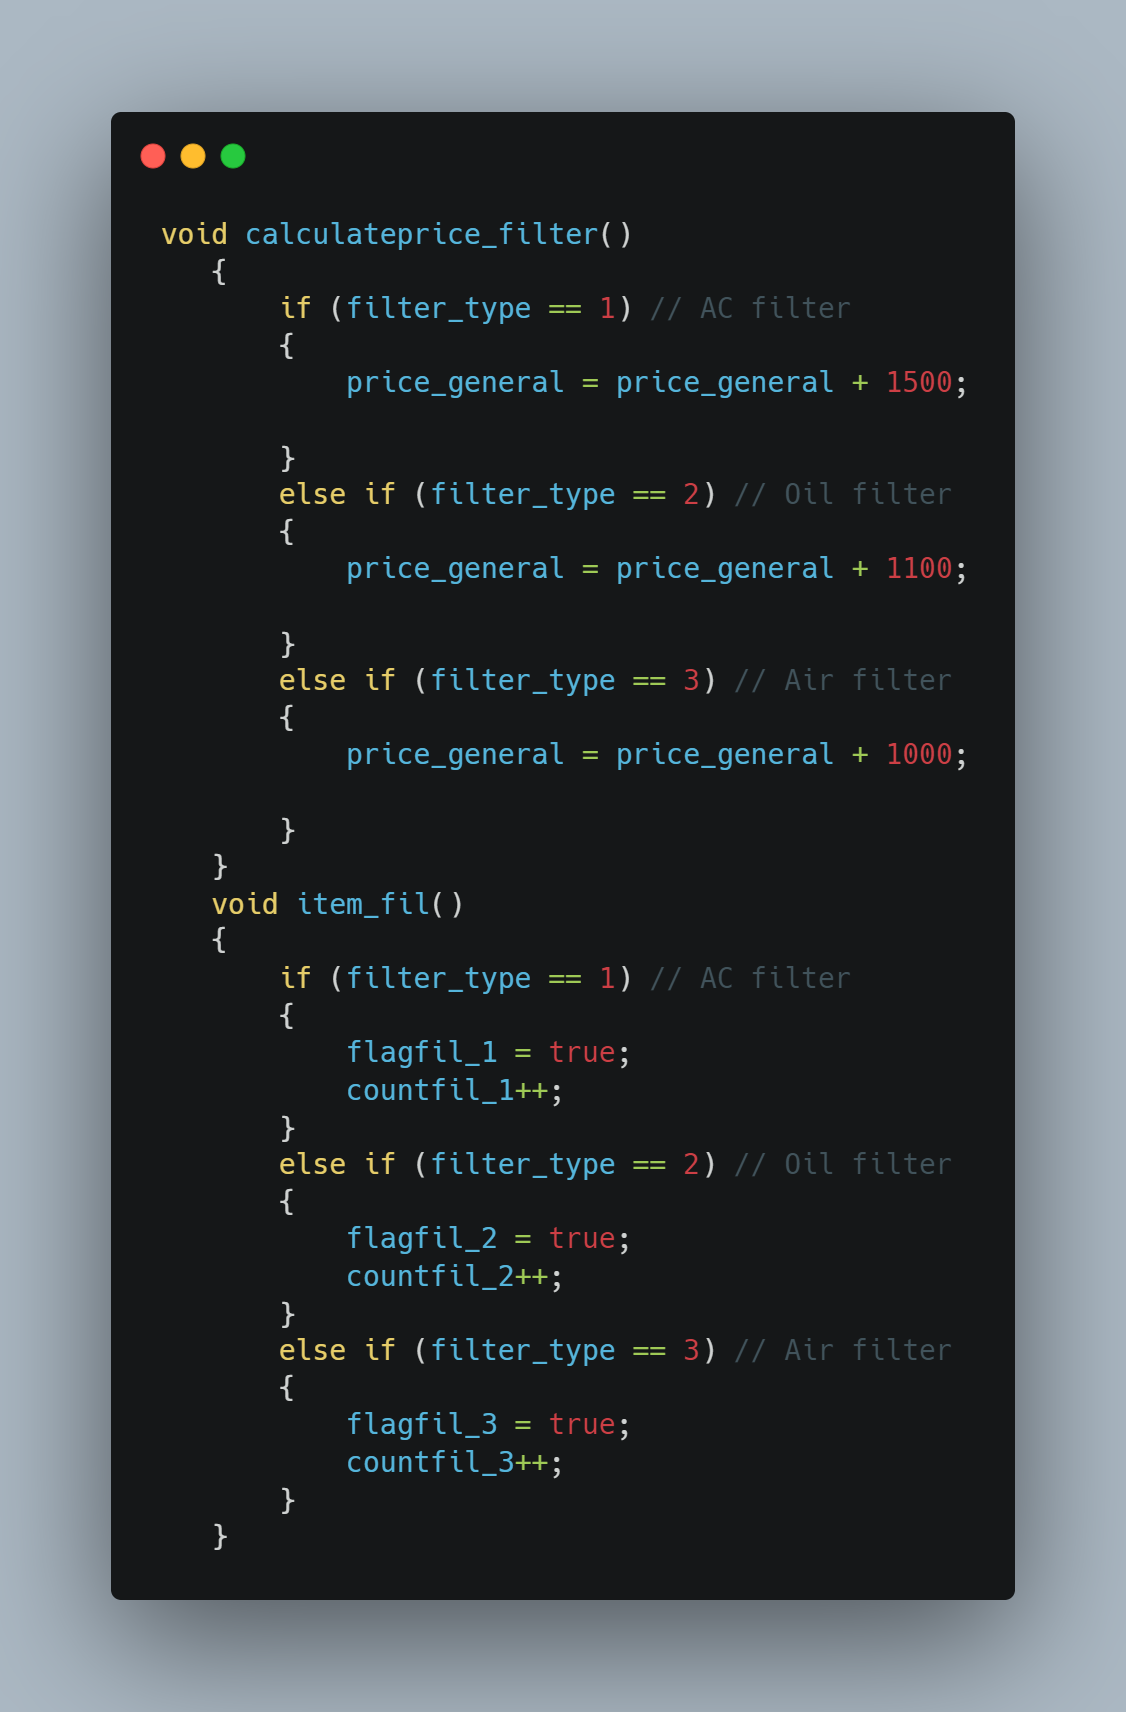 void calculateprice_filter()
   {
       if (filter_type == 1) // AC filter
       {
           price_general = price_general + 1500;

       }
       else if (filter_type == 2) // Oil filter
       {
           price_general = price_general + 1100;

       }
       else if (filter_type == 3) // Air filter
       {
           price_general = price_general + 1000;

       }
   }
   void item_fil()
   {
       if (filter_type == 1) // AC filter
       {
           flagfil_1 = true;
           countfil_1++;
       }
       else if (filter_type == 2) // Oil filter
       {
           flagfil_2 = true;
           countfil_2++;
       }
       else if (filter_type == 3) // Air filter
       {
           flagfil_3 = true;
           countfil_3++;
       }
   }